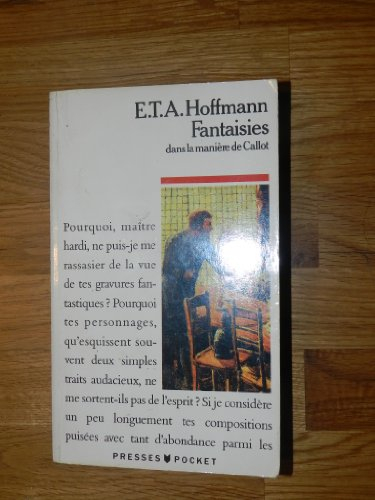 E.T.A.Hoffmann
Fantaisies
dans la manière de Callot
Pourquoi, maître
hardi, ne puis-je me
rassasier de la vue
de tes gravures fan-
tastiques ? Pourquoi
tes personnages,
qu'esquissent sou-
vent deux simples
traits audacieux, ne
me sortent-ils pas de l'esprit ? Si je considère
un peu longuement tes compositions
puisées avec tant d'abondance parmi les
PRESSES POCKET